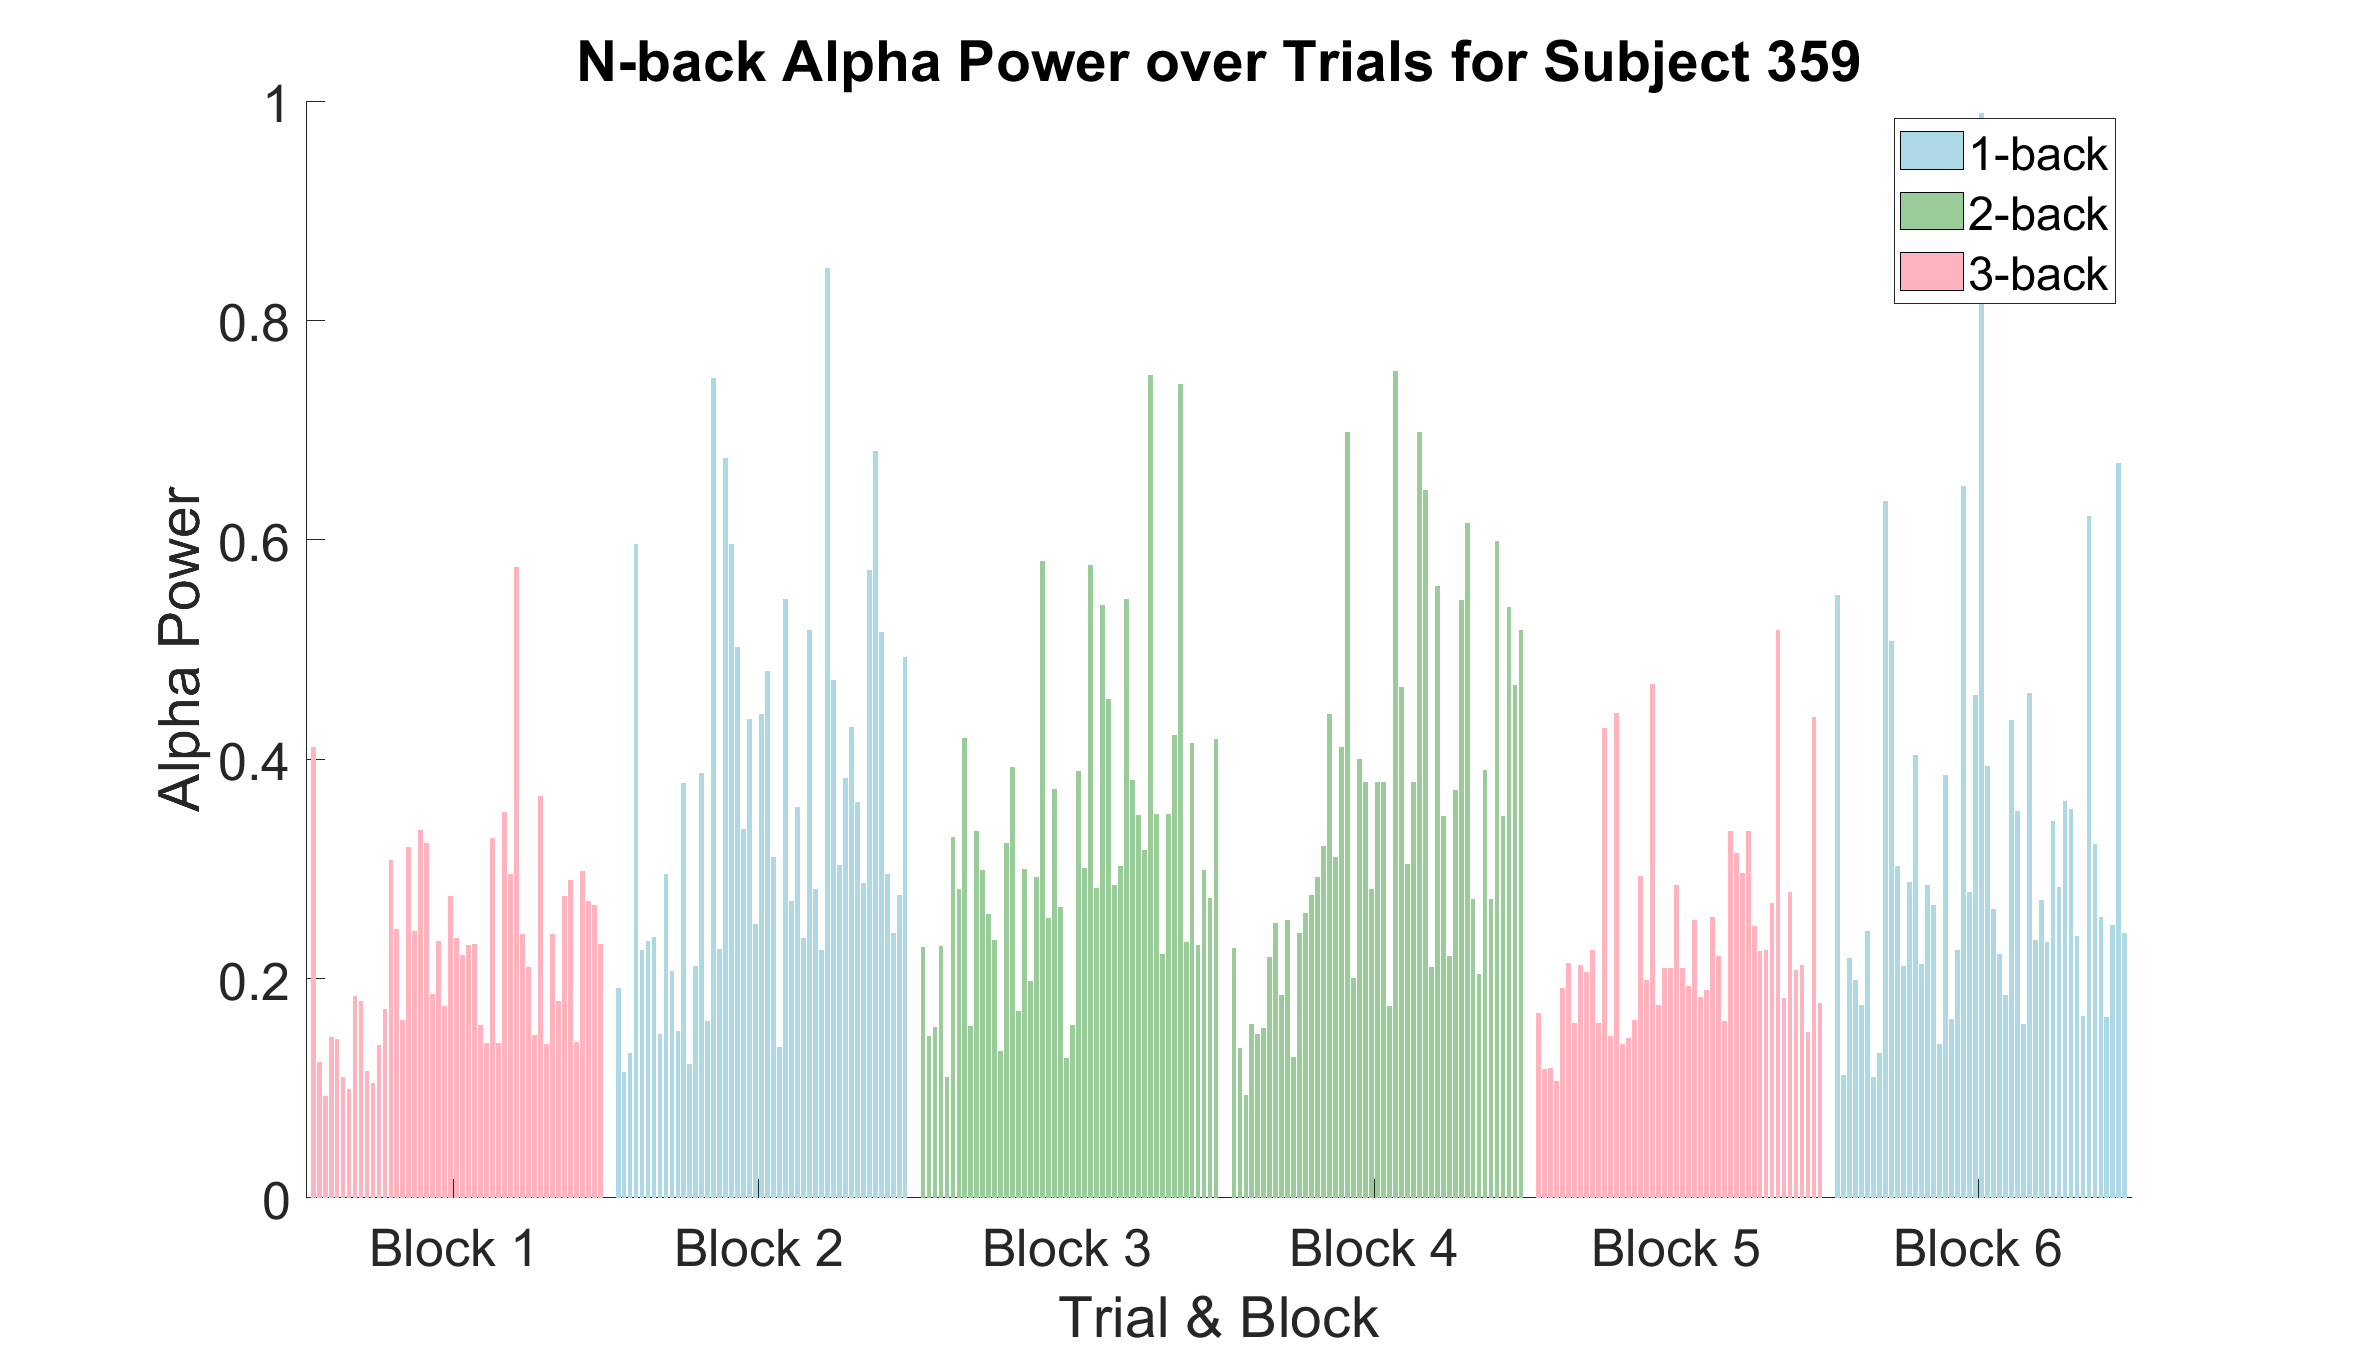 N-back Alpha Power over Trials for Subject 359
1
0.8
0.6
0.4
0.2
0
Alpha Power
1-back
2-back
3-back
Block 1
Block 2
Block 3
Block 4
Block 5
Block 6
Trial & Block